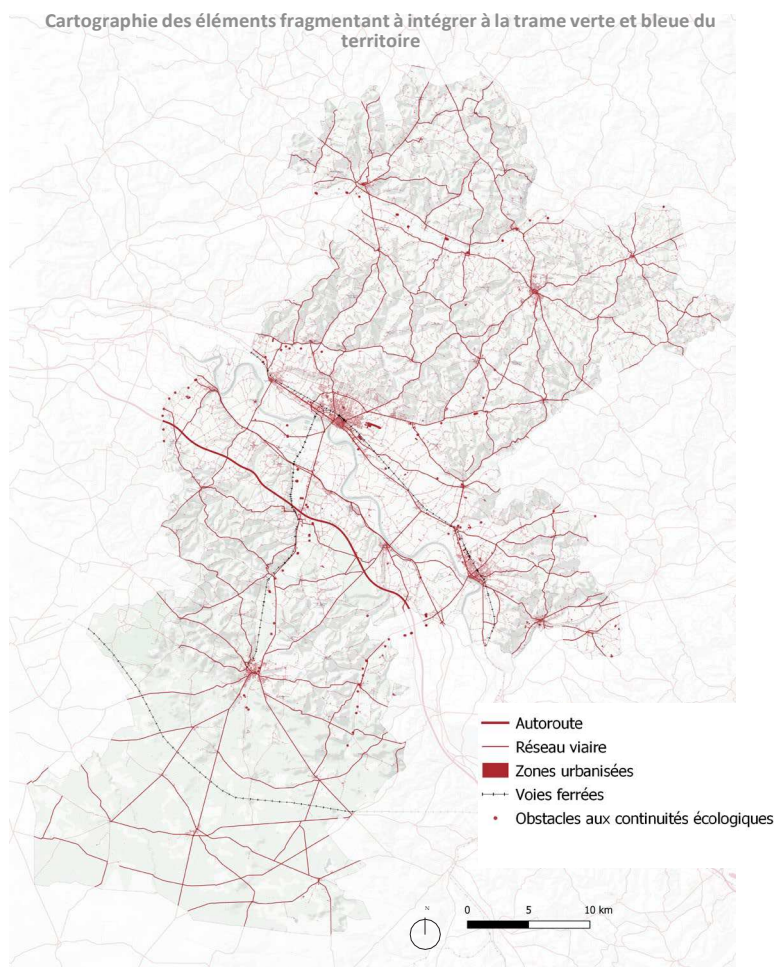 Cartographie des éléments fragmentant à intégrer à la trame verte et bleue du
territoire
Autoroute
Réseau viaire
Zones urbanisées
Voies ferrées
Obstacles aux continuités écologiques
N
0 5 10 km